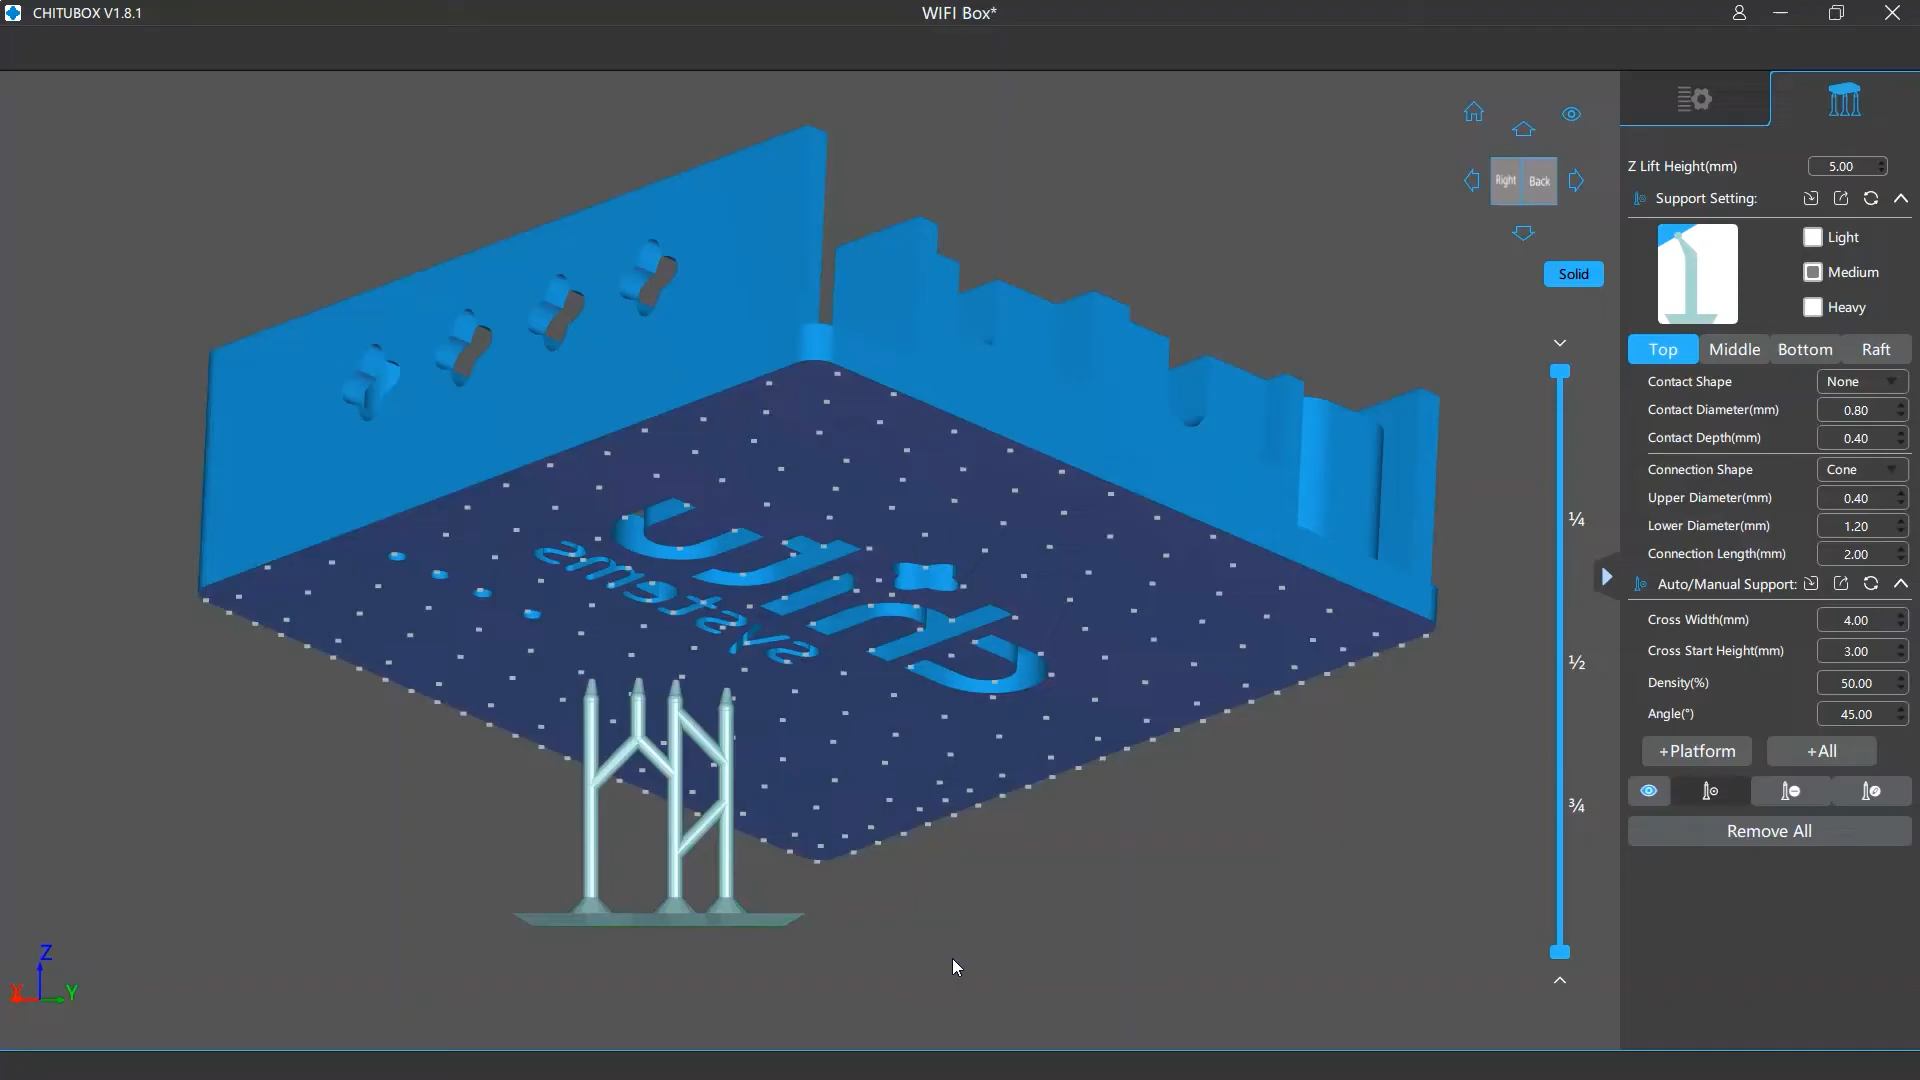 CHITUBOX V1.8.1
WIFI Box*
Z Lift Height(mm) 5.00
Support Setting:
Light
Medium
Heavy
Right Back
Solid
Top Middle Bottom Raft
Contact Shape None
Contact Diameter(mm) 0.80
Contact Depth(mm) 0.40
Connection Shape Cone
Upper Diameter(mm) 0.40
Lower Diameter(mm) 1.20
Connection Length(mm) 2.00
Auto/Manual Support:
Cross Width(mm) 4.00
Cross Start Height(mm) 3.00
Density(%) 50.00
Angle(°) 45.00
+Platform +All
Remove All
¼
½
¾
systems
Z
X Y